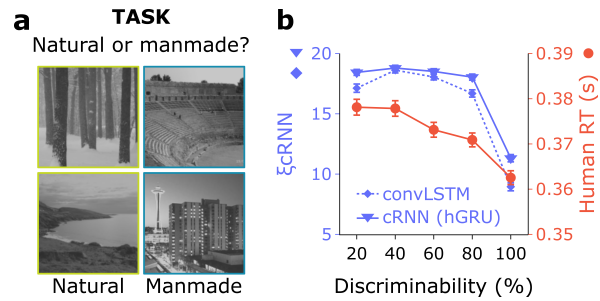 a
TASK
Natural or manmade?
Natural
Manmade
b
ξcRNN
20
15
10
5
convLSTM
cRNN (hGRU)
20 40 60 80 100
Discriminability (%)
0.39
0.38
0.37
0.36
0.35
Human RT (s)